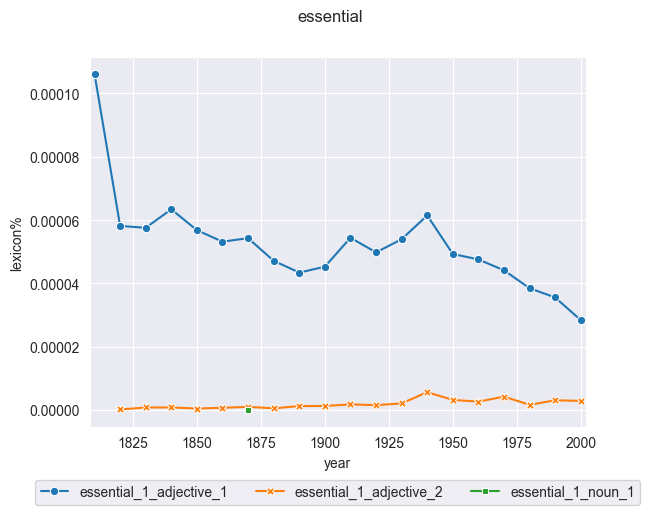 essential
lexicon%
0.00010
0.00008
0.00006
0.00004
0.00002
0.00000
1825 1850 1875 1900 1925 1950 1975 2000
year
essential_1_adjective_1 essential_1_adjective_2 essential_1_noun_1